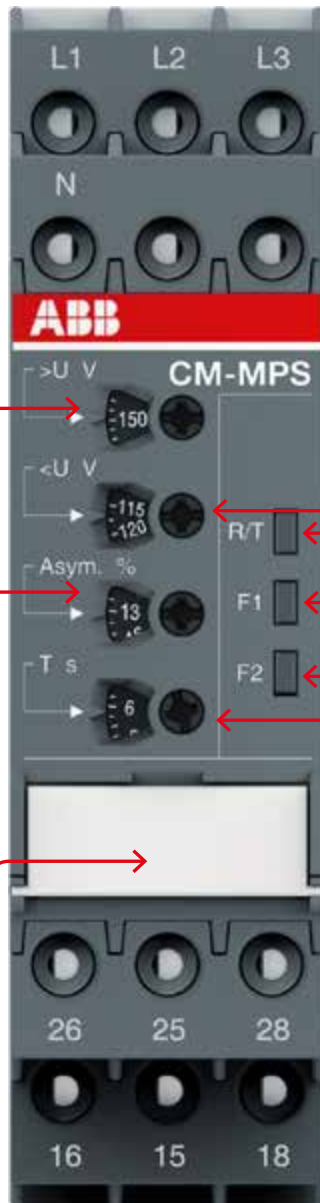 L1 L2 L3
N
ABB
CM-MPS
>U V
150
<U V
115
120
R/T
Asym. %
13
F1
T s
6
F2
26 25 28
16 15 18